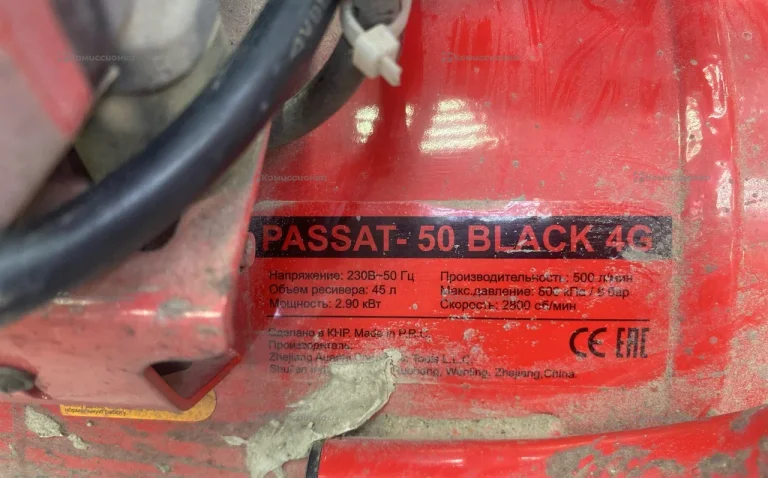 PASSAT- 50 BLACK 4G
Напряжение: 230В~50 Гц
Объем ресивера: 45 л
Мощность: 2.90 кВт
Производительность: 500 л/мин
Макс.давление: 800 кПа / 8 бар
Скорость: 2800 об/мин
Сделано в КНР. Made in P.R.C.
Производитель:
Zhejiang Tools L.L.C.
Wenling, Zhejiang,China.
CE EAC